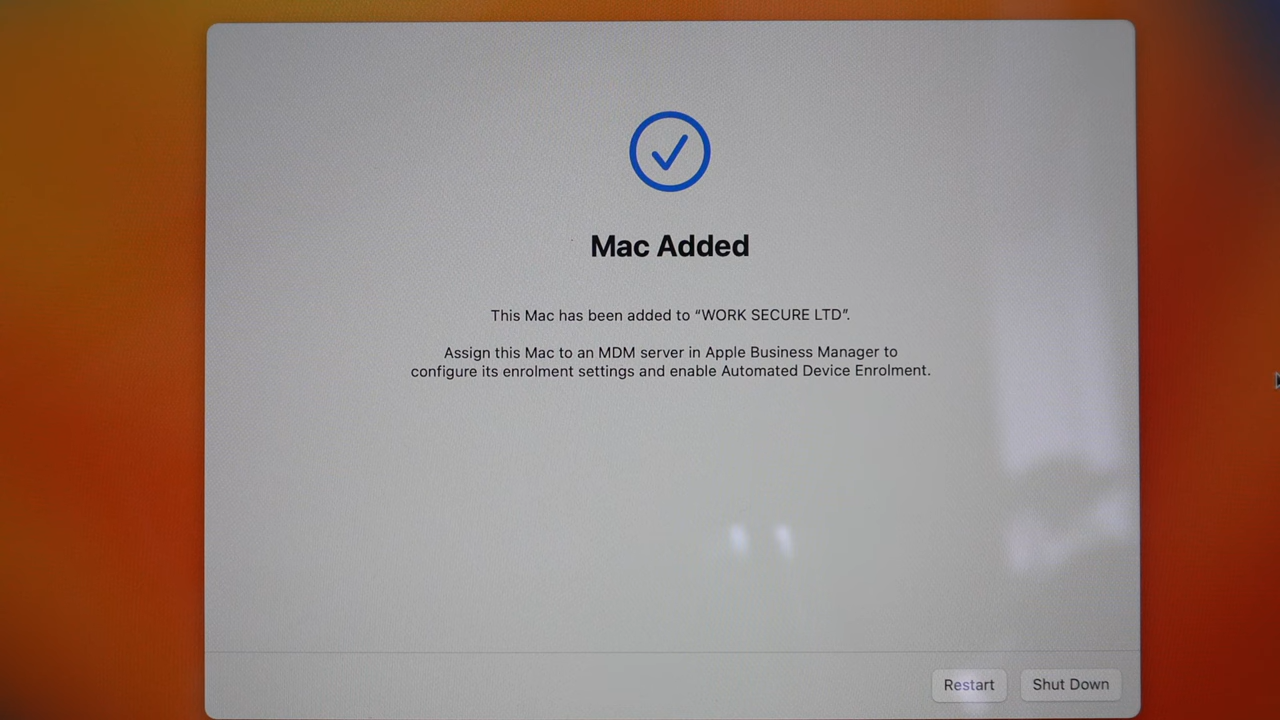 Mac Added
This Mac has been added to “WORK SECURE LTD”.
Assign this Mac to an MDM server in Apple Business Manager to
configure its enrolment settings and enable Automated Device Enrolment.
Restart
Shut Down